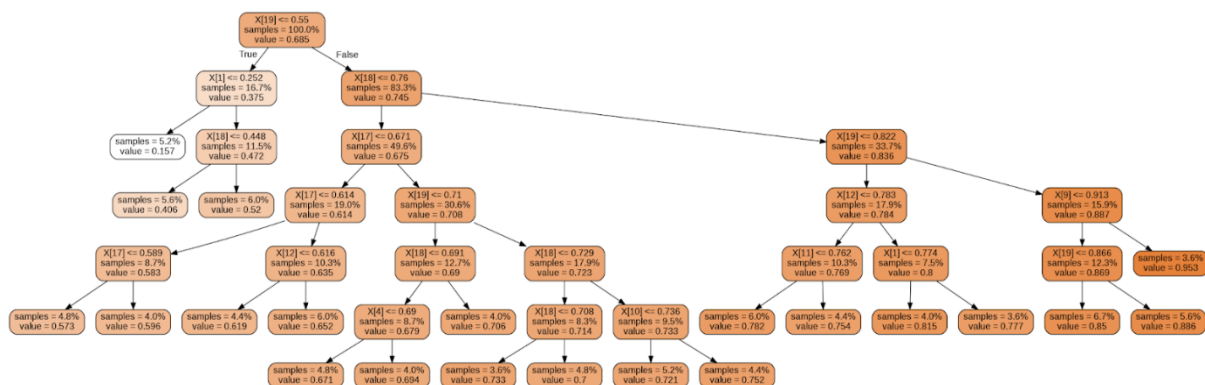 X[19] <= 0.55
samples = 100.0%
value = 0.685
True
False
X[1] <= 0.252
samples = 16.7%
value = 0.375
X[18] <= 0.76
samples = 83.3%
value = 0.745
samples = 5.2%
value = 0.157
X[18] <= 0.448
samples = 11.5%
value = 0.472
X[17] <= 0.671
samples = 49.6%
value = 0.675
X[19] <= 0.822
samples = 33.7%
value = 0.836
samples = 5.6%
value = 0.406
samples = 6.0%
value = 0.52
X[17] <= 0.614
samples = 19.0%
value = 0.614
X[19] <= 0.71
samples = 30.6%
value = 0.708
X[12] <= 0.783
samples = 17.9%
value = 0.784
X[9] <= 0.913
samples = 15.9%
value = 0.887
X[17] <= 0.589
samples = 8.7%
value = 0.583
X[12] <= 0.616
samples = 10.3%
value = 0.635
X[18] <= 0.691
samples = 12.7%
value = 0.69
X[18] <= 0.729
samples = 17.9%
value = 0.723
X[11] <= 0.762
samples = 10.3%
value = 0.769
X[1] <= 0.774
samples = 7.5%
value = 0.8
X[19] <= 0.866
samples = 12.3%
value = 0.869
samples = 3.6%
value = 0.953
samples = 4.8%
value = 0.573
samples = 4.0%
value = 0.596
samples = 4.4%
value = 0.619
samples = 6.0%
value = 0.652
X[4] <= 0.69
samples = 8.7%
value = 0.679
samples = 4.0%
value = 0.706
X[18] <= 0.708
samples = 8.3%
value = 0.714
X[10] <= 0.736
samples = 9.5%
value = 0.733
samples = 6.0%
value = 0.782
samples = 4.4%
value = 0.754
samples = 4.0%
value = 0.815
samples = 3.6%
value = 0.777
samples = 6.7%
value = 0.85
samples = 5.6%
value = 0.886
samples = 4.8%
value = 0.671
samples = 4.0%
value = 0.694
samples = 3.6%
value = 0.733
samples = 4.8%
value = 0.7
samples = 5.2%
value = 0.721
samples = 4.4%
value = 0.752